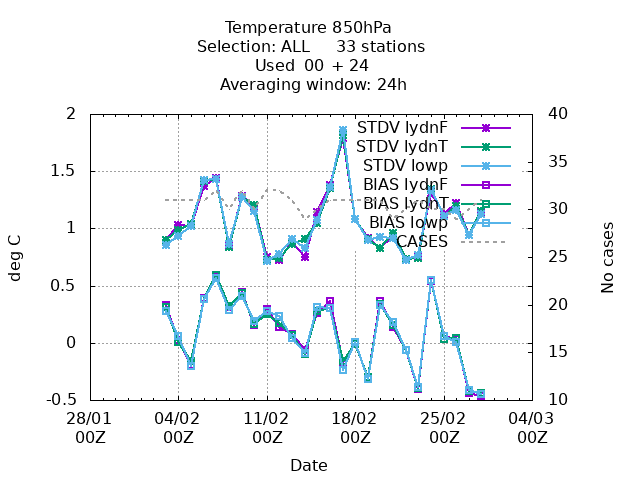 Temperature 850hPa
Selection: ALL 33 stations
Used 00 + 24
Averaging window: 24h
2
1.5
1
0.5
0
-0.5
deg C
40
35
30
25
20
15
10
No cases
STDV lydnF
STDV lydnT
STDV lowp
BIAS lydnF
BIAS lydnT
BIAS lowp
CASES
28/01 04/02 11/02 18/02 25/02 04/03
00Z 00Z 00Z 00Z 00Z 00Z
Date